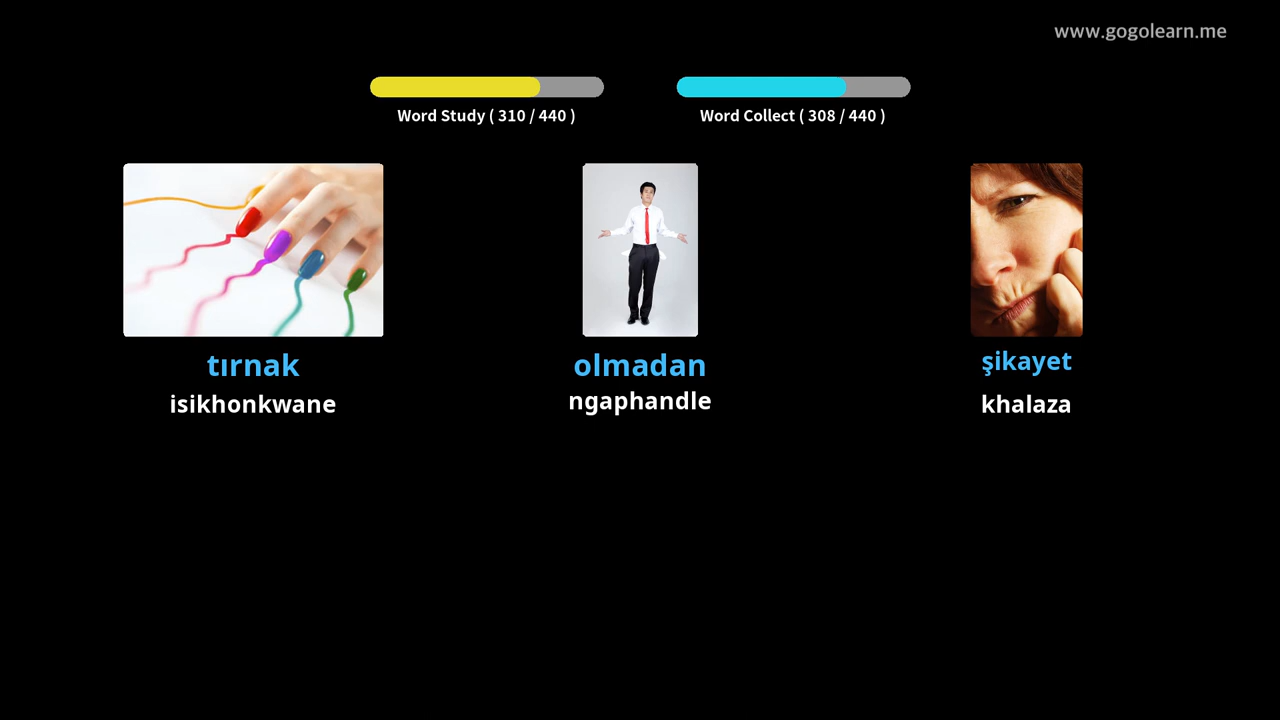 www.gogolearn.me
Word Study ( 310 / 440 )
Word Collect ( 308 / 440 )
tırnak
isikhonkwane
olmadan
ngaphandle
şikayet
khalaza